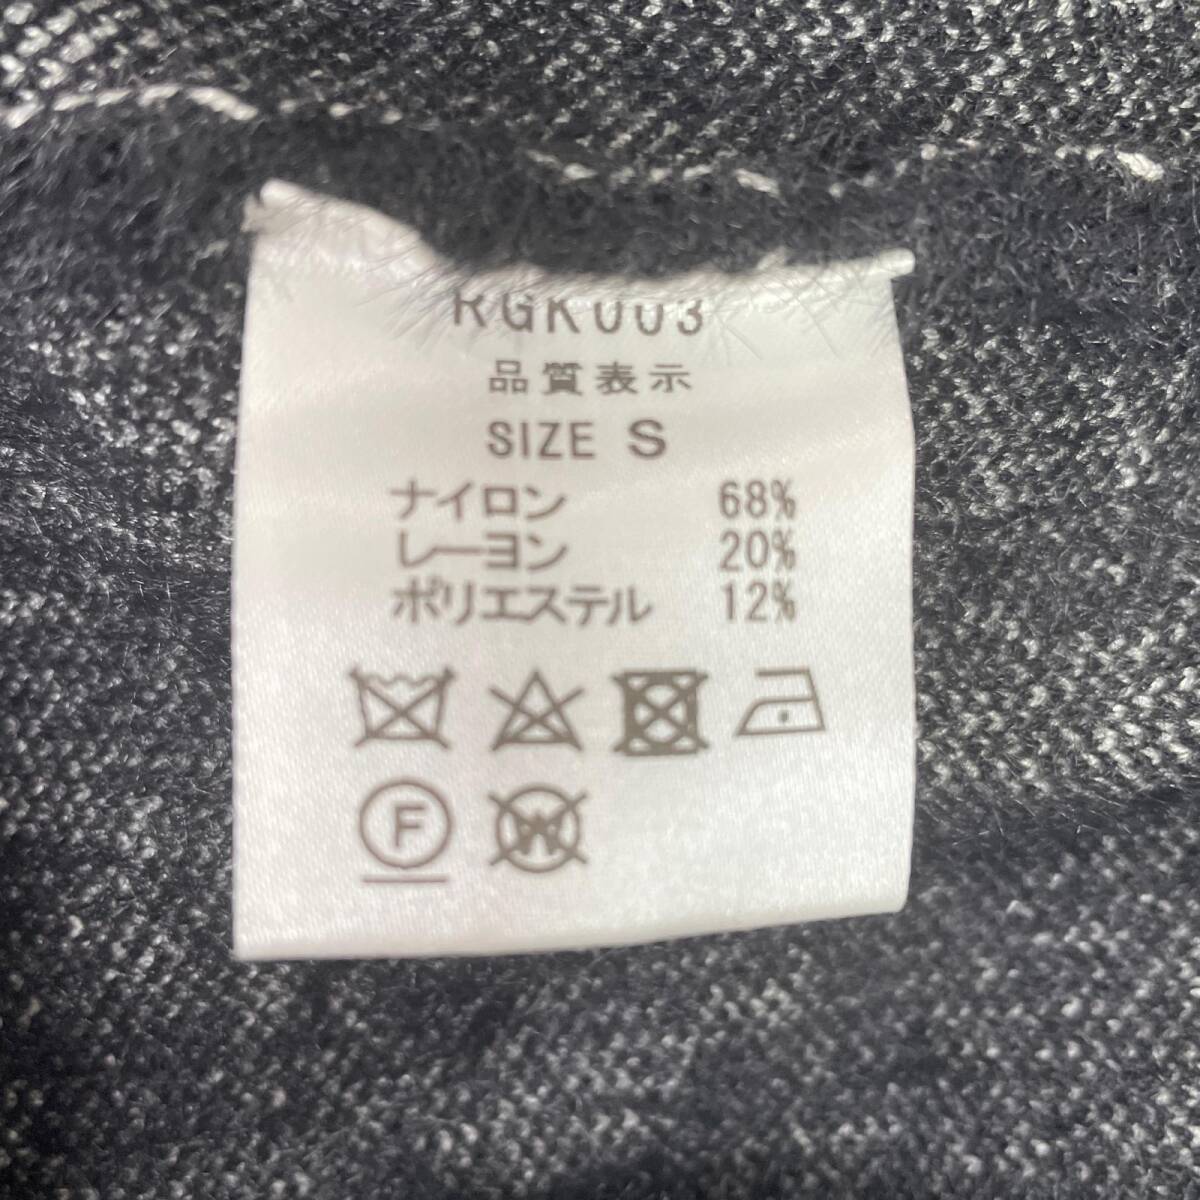 RGK003
品質表示
SIZE S
ナイロン 68%
レーヨン 20%
ポリエステル 12%
F W